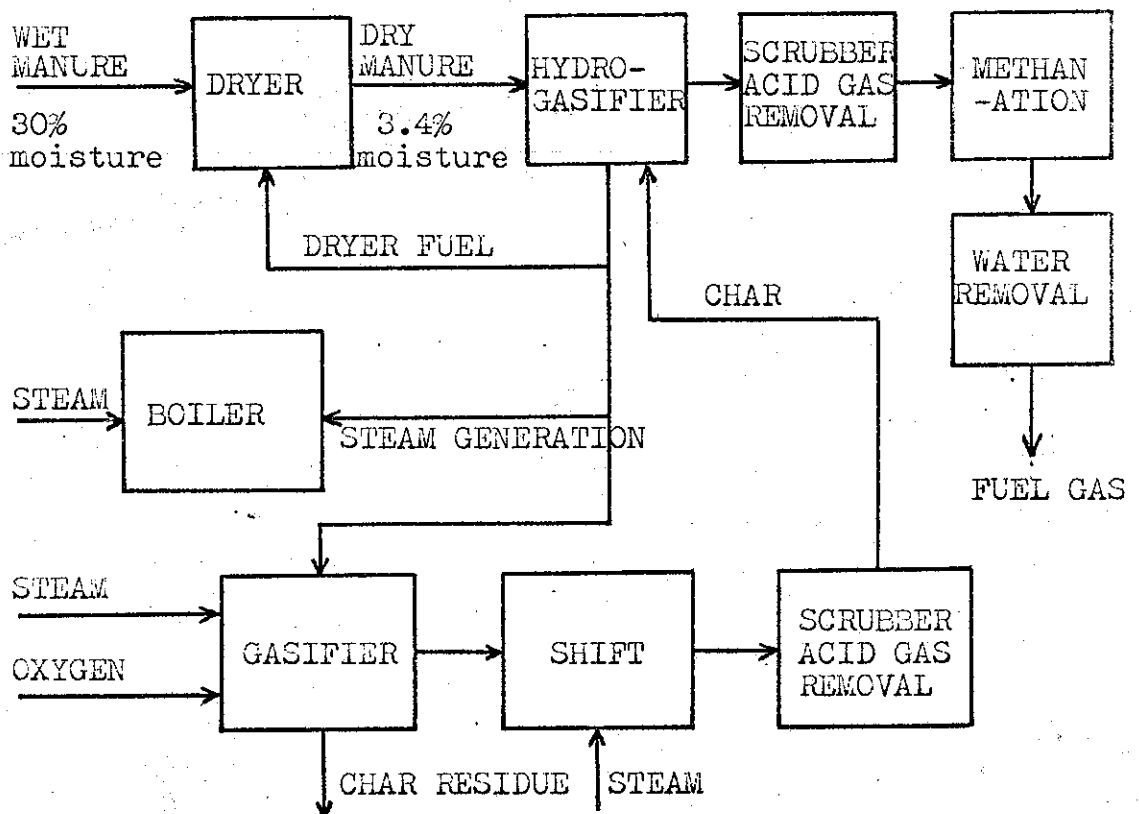 WET
MANURE
30%
moisture
DRYER
DRY
MANURE
3.4%
moisture
HYDRO-
GASIFIER
SCRUBBER
ACID GAS
REMOVAL
METHAN
-ATION
DRYER FUEL
CHAR
WATER
REMOVAL
STEAM
BOILER
STEAM GENERATION
FUEL GAS
STEAM
OXYGEN
GASIFIER
SHIFT
SCRUBBER
ACID GAS
REMOVAL
CHAR RESIDUE
STEAM